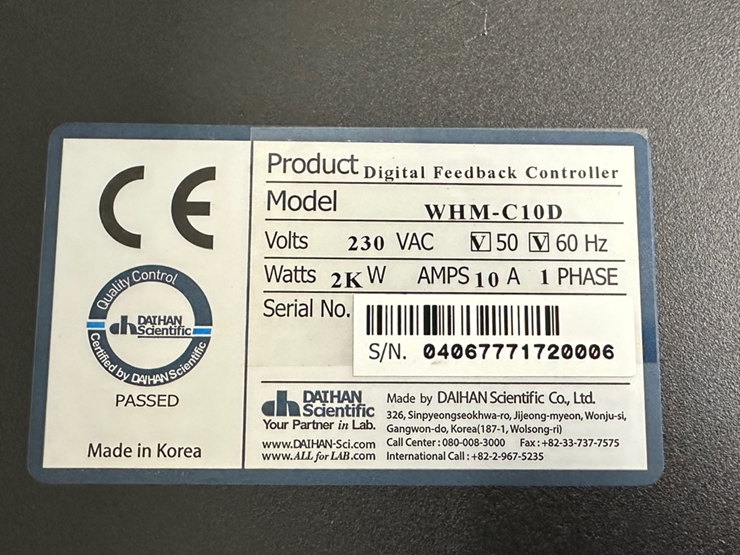 CE
Quality Control
dh DAIHAN Scientific
Certified by DAIHAN Scientific
PASSED
Made in Korea
Product Digital Feedback Controller
Model WHM-C10D
Volts 230 VAC V 50 V 60 Hz
Watts 2K W AMPS 10 A 1 PHASE
Serial No.
S/N. 04067771720006
dh DAIHAN Scientific
Your Partner in Lab.
www.DAIHAN-Sci.com
www.ALL for LAB.com
Made by DAIHAN Scientific Co., Ltd.
326, Sinpyeongseokhwa-ro, Jijeong-myeon, Wonju-si,
Gangwon-do, Korea(187-1, Wolsong-ri)
Call Center : 080-008-3000 Fax : +82-33-737-7575
International Call : +82-2-967-5235